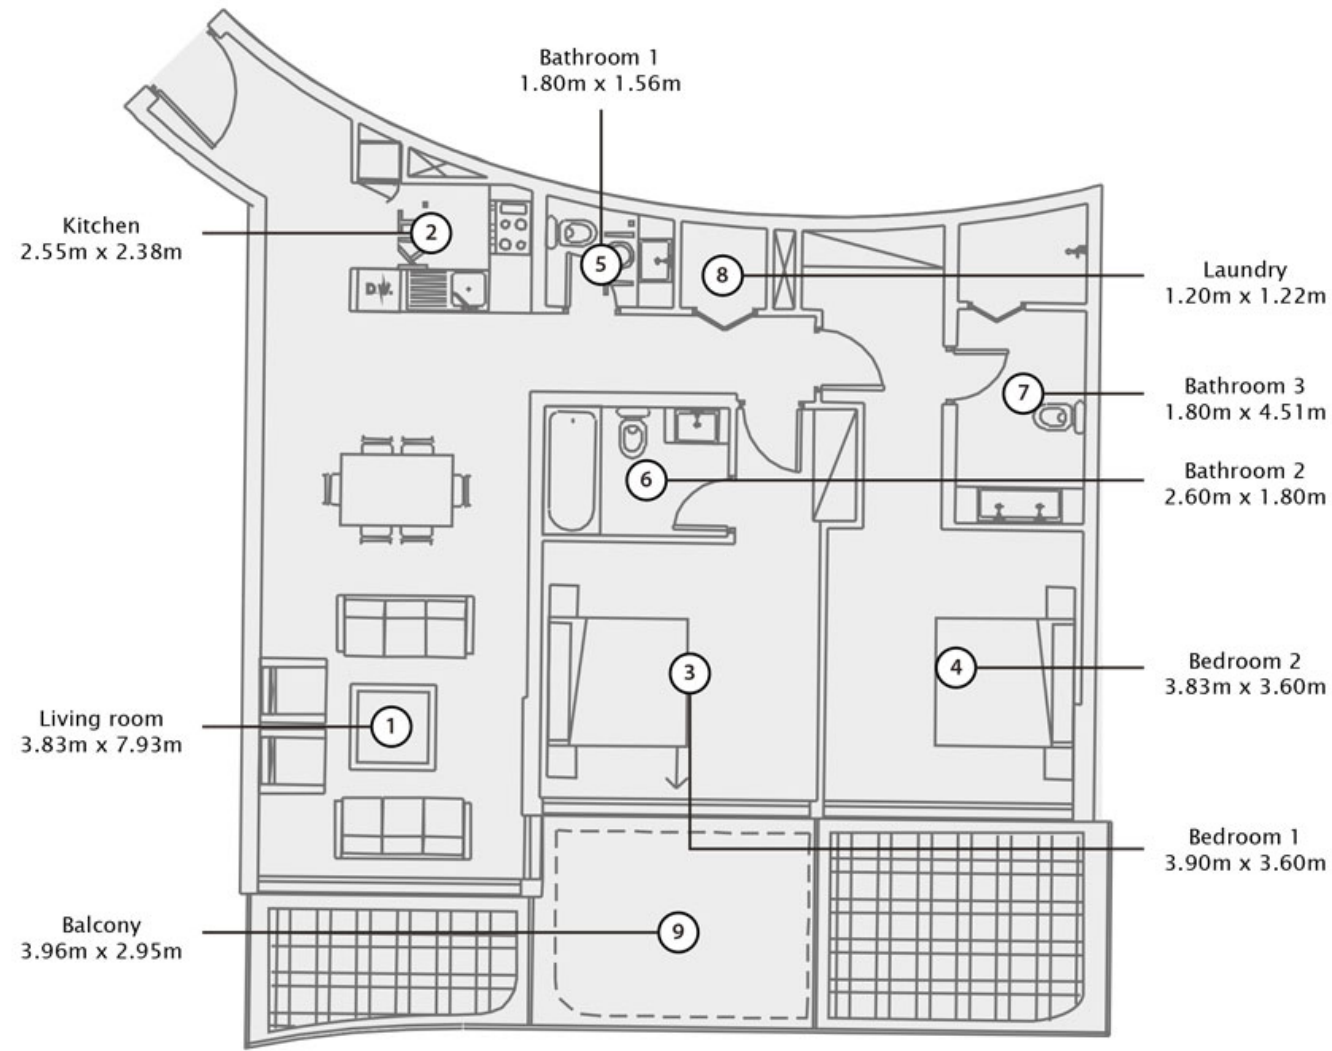 Bathroom 1
1.80m x 1.56m
Kitchen
2.55m x 2.38m
2
5
8
Laundry
1.20m x 1.22m
DW.
7
Bathroom 3
1.80m x 4.51m
6
Bathroom 2
2.60m x 1.80m
3
4
Bedroom 2
3.83m x 3.60m
Living room
3.83m x 7.93m
1
Bedroom 1
3.90m x 3.60m
Balcony
3.96m x 2.95m
9